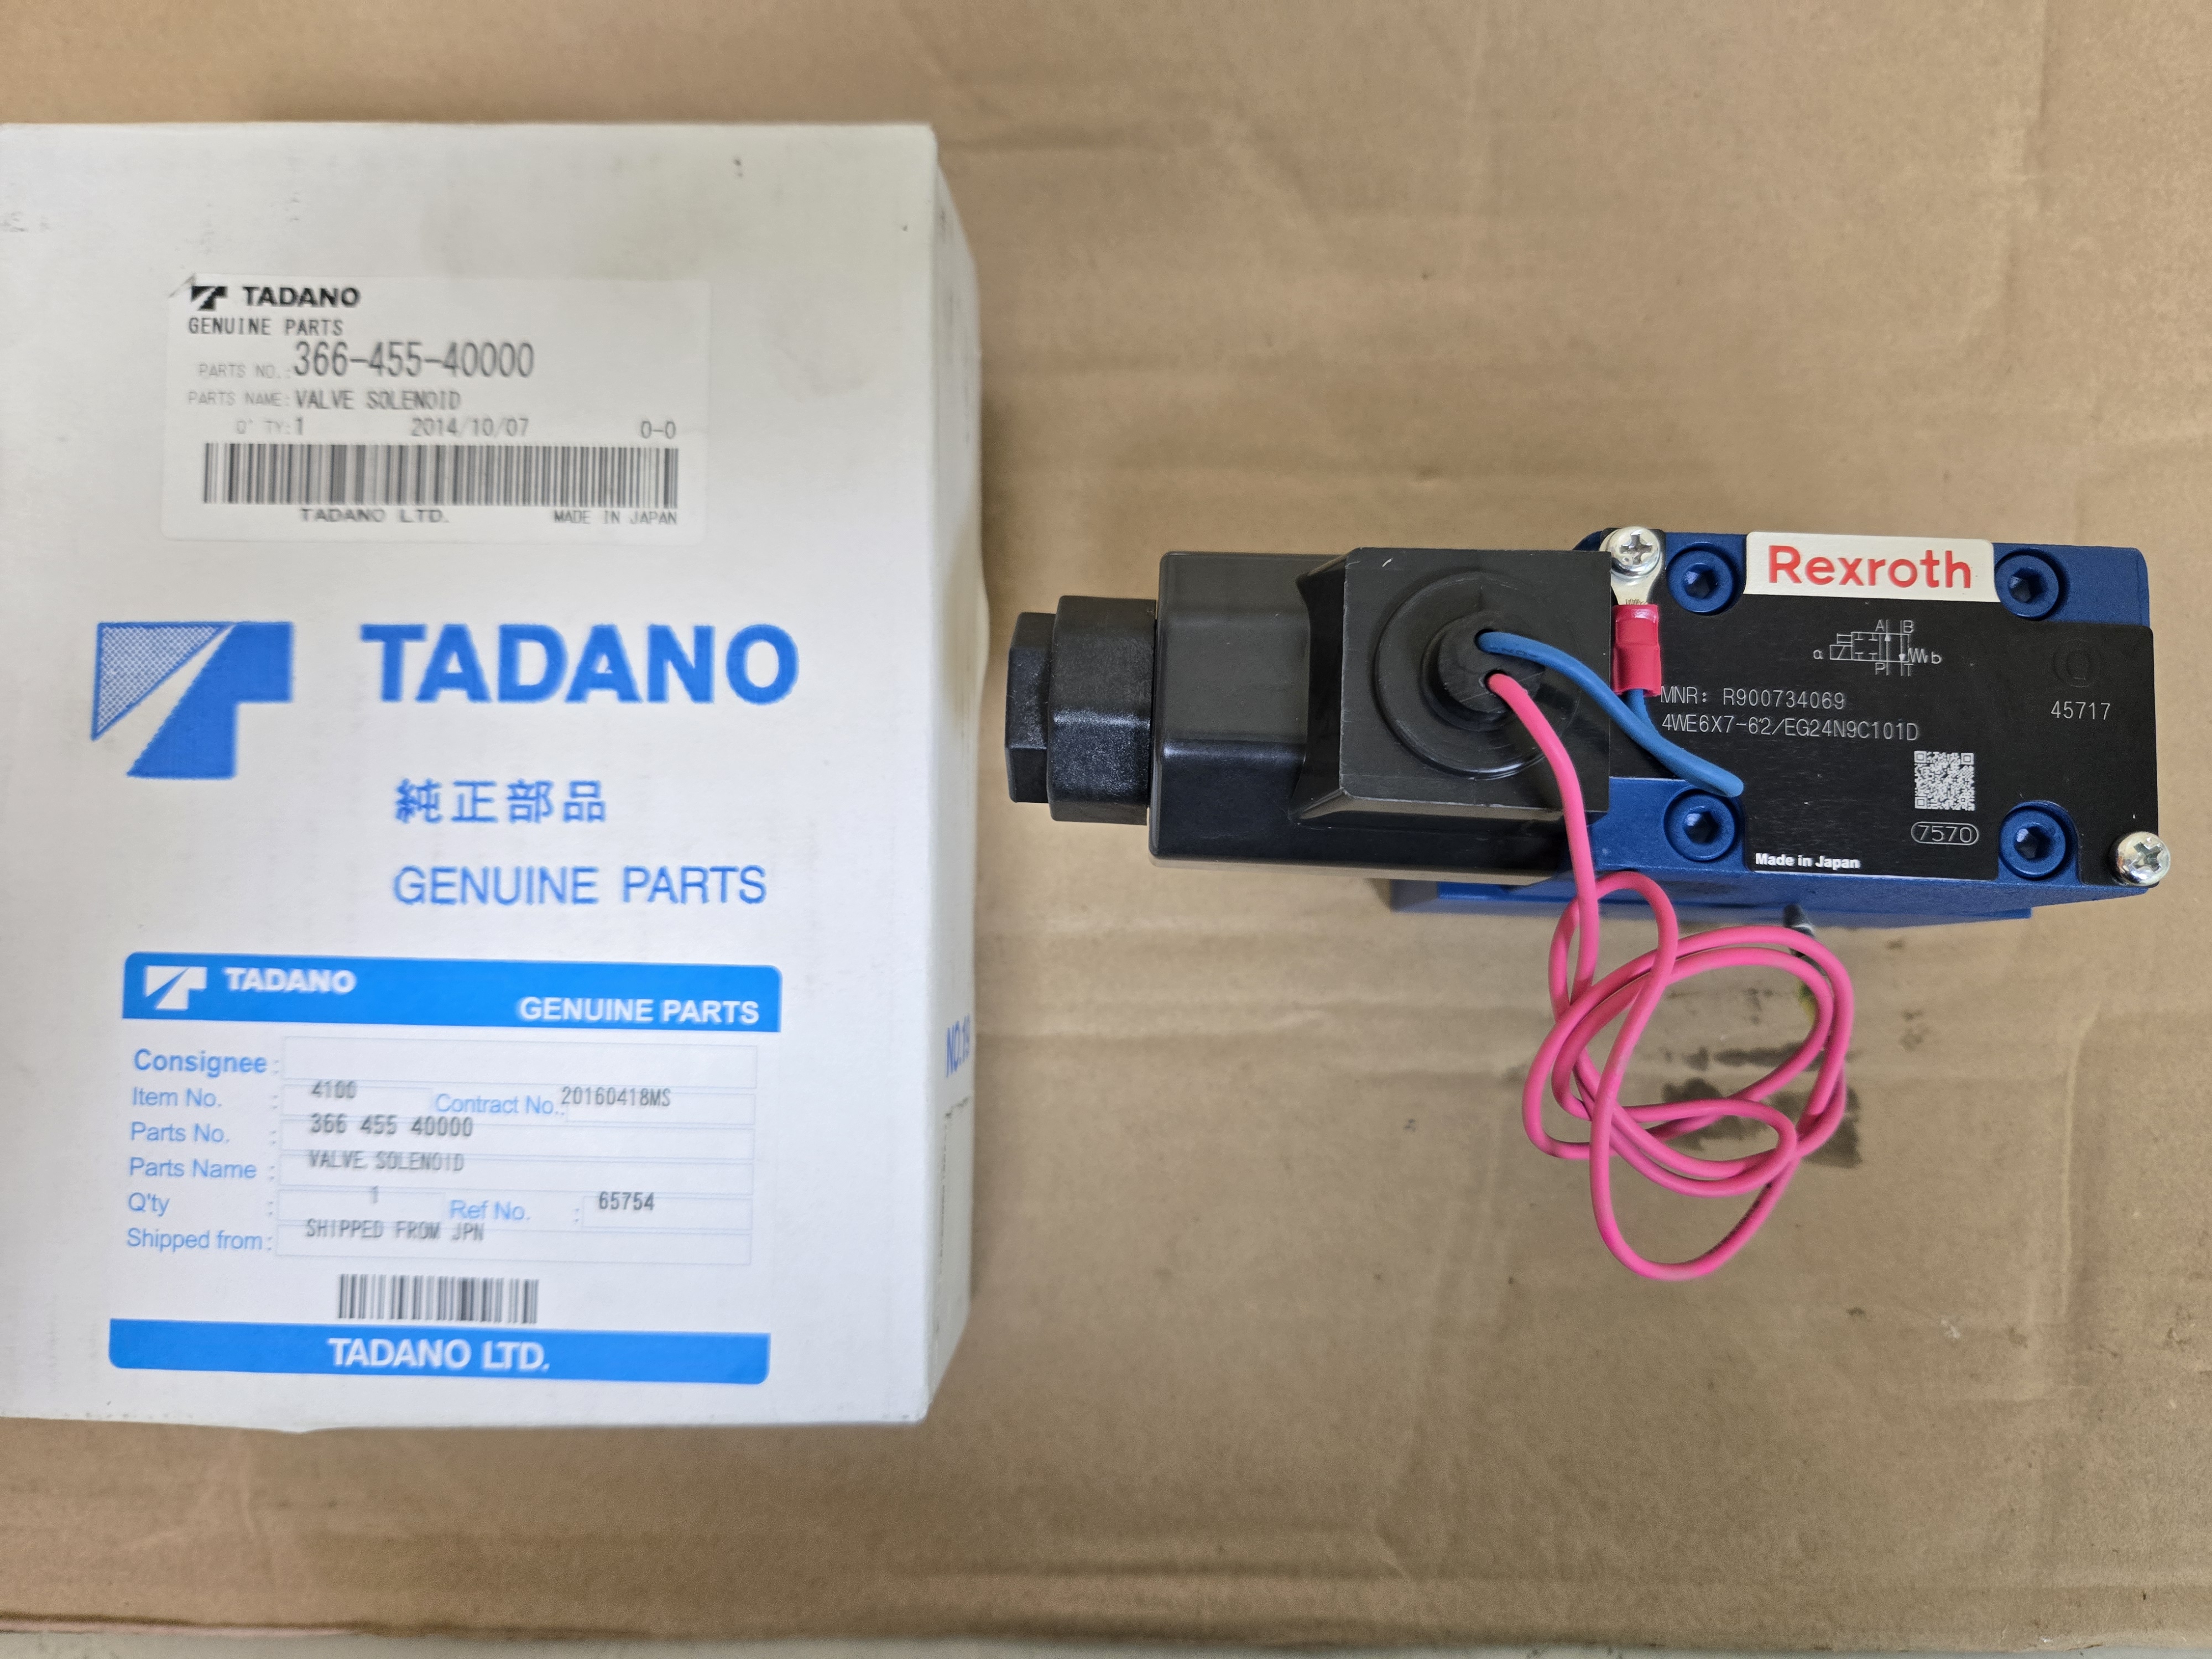 TADANO
GENUINE PARTS
PARTS NO.: 366-455-40000
PARTS NAME: VALVE SOLENOID
Q'TY: 1 2014/10/07 0-0
TADANO LTD. MADE IN JAPAN
TADANO
純正部品
GENUINE PARTS
TADANO
GENUINE PARTS
Consignee :
Item No. : 4100 Contract No.: 20160418MS
Parts No. : 366 455 40000
Parts Name : VALVE SOLENOID
Q'ty : 1 Ref No. : 65754
Shipped from : SHIPPED FROM JPN
TADANO LTD.
Rexroth
A B
a b
P T
MNR: R900734069
4WE6X7-62/EG24N9C101D
45717
7570
Made in Japan